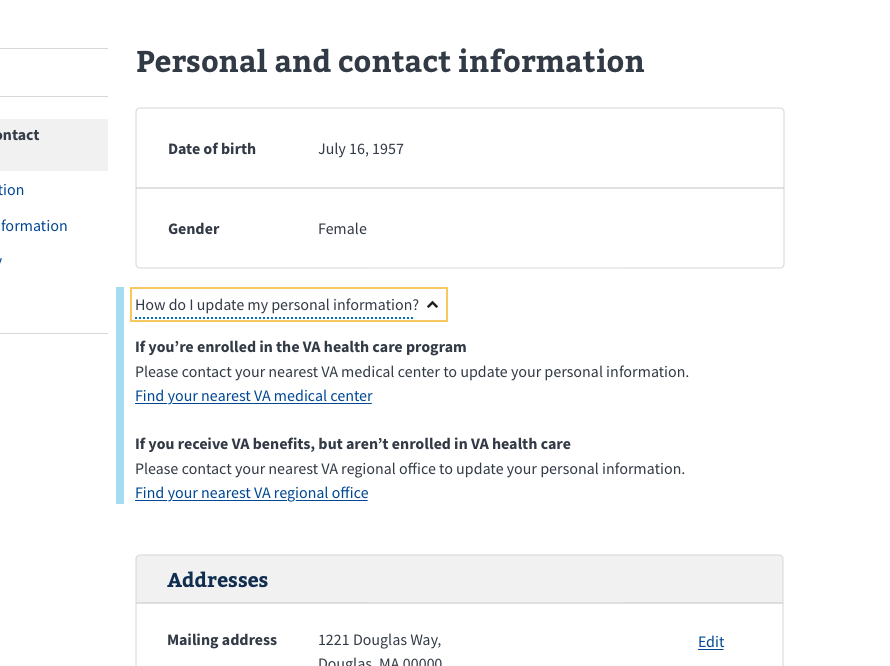 Personal and contact information
ontact
tion
formation
y
Date of birth July 16, 1957
Gender Female
How do I update my personal information?
If you’re enrolled in the VA health care program
Please contact your nearest VA medical center to update your personal information.
Find your nearest VA medical center
If you receive VA benefits, but aren’t enrolled in VA health care
Please contact your nearest VA regional office to update your personal information.
Find your nearest VA regional office
Addresses
Mailing address 1221 Douglas Way, Edit
Douglas, MA 00000